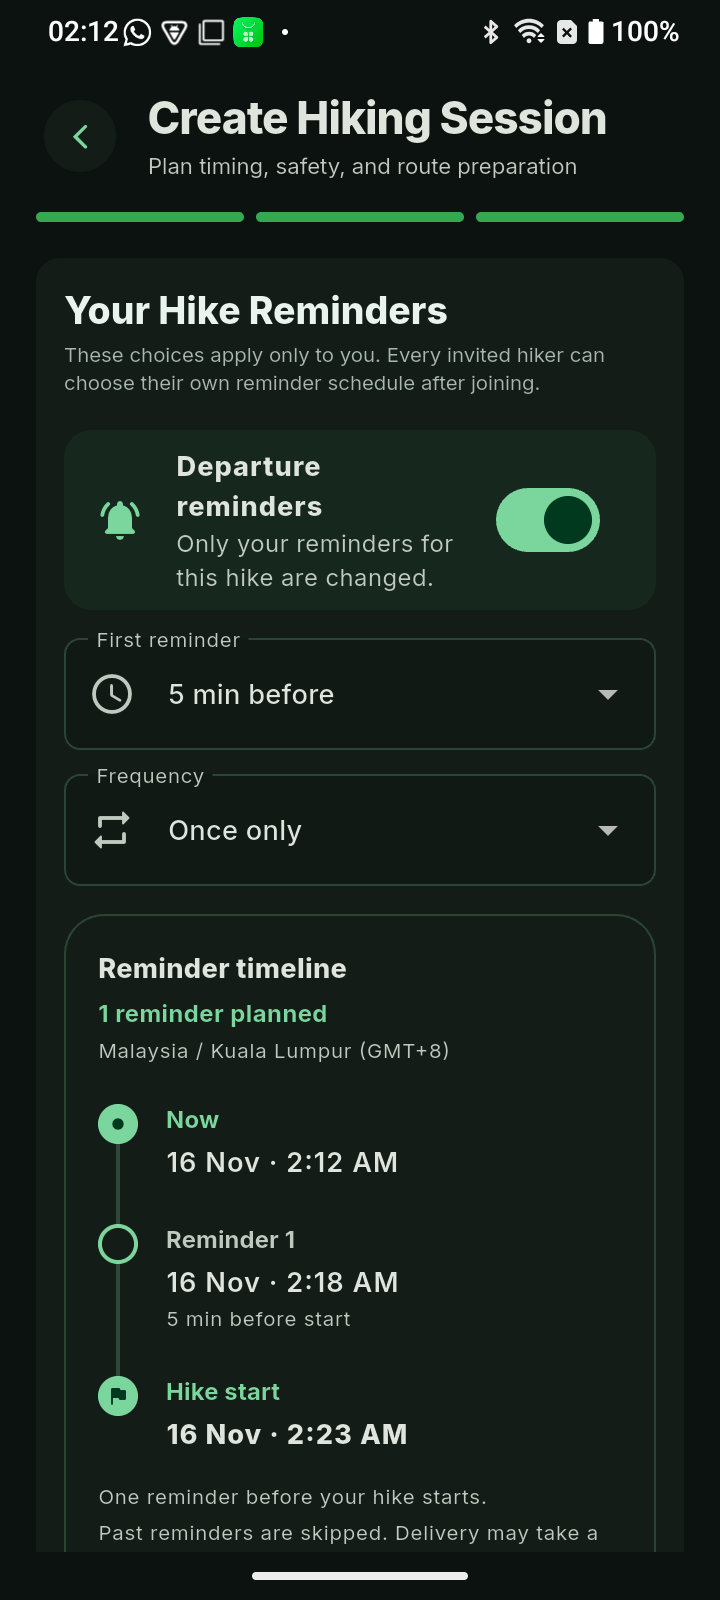 02:12
100%
Create Hiking Session
Plan timing, safety, and route preparation
Your Hike Reminders
These choices apply only to you. Every invited hiker can
choose their own reminder schedule after joining.
Departure
reminders
Only your reminders for
this hike are changed.
First reminder
5 min before
Frequency
Once only
Reminder timeline
1 reminder planned
Malaysia / Kuala Lumpur (GMT+8)
Now
16 Nov · 2:12 AM
Reminder 1
16 Nov · 2:18 AM
5 min before start
Hike start
16 Nov · 2:23 AM
One reminder before your hike starts.
Past reminders are skipped. Delivery may take a